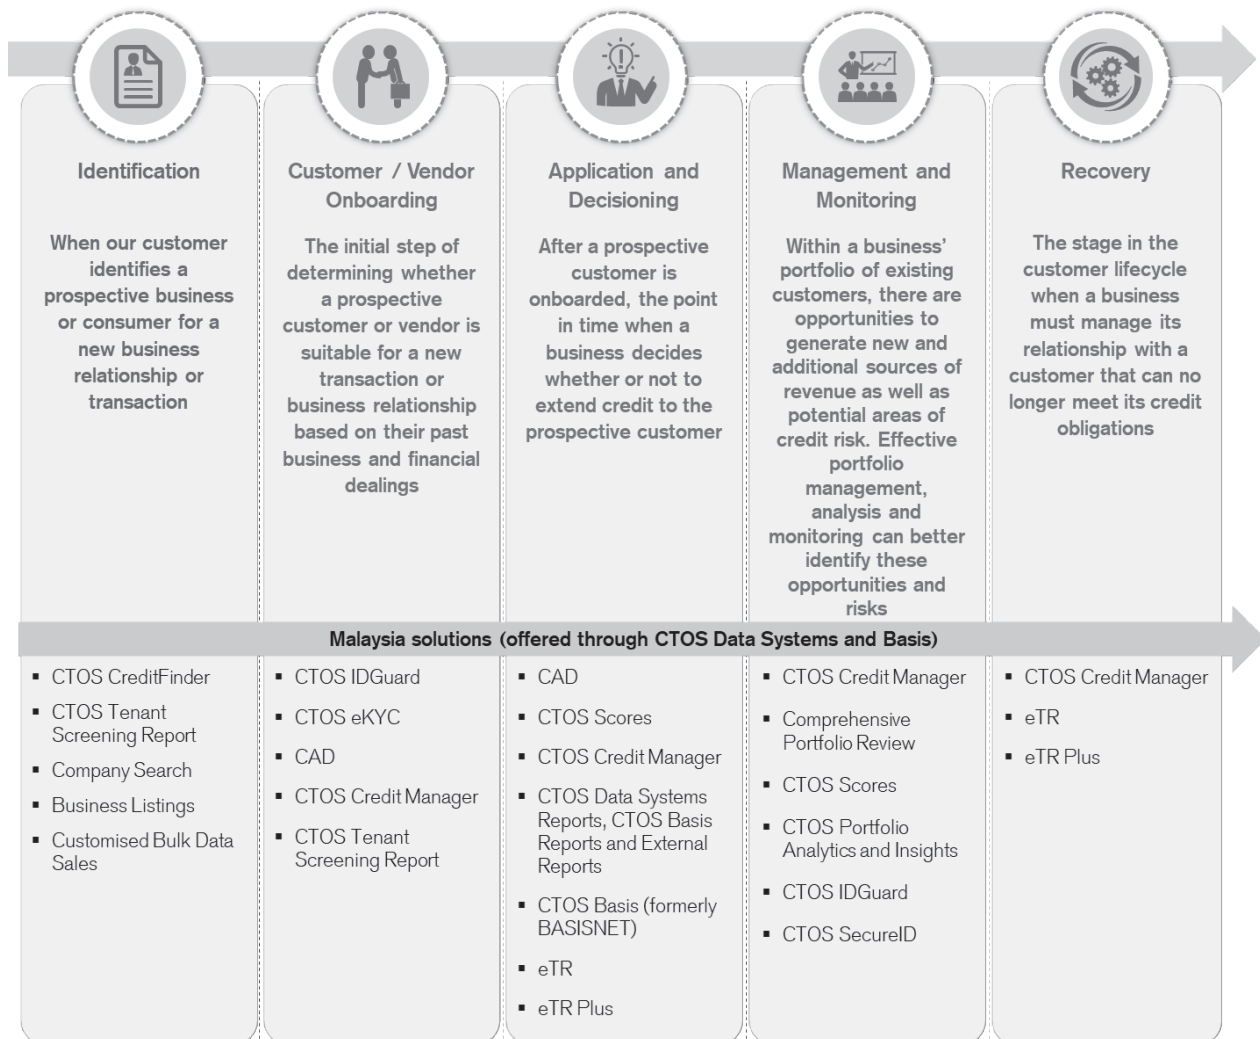 Identification
When our customer
identifies a
prospective business
or consumer for a
new business
relationship or
transaction
Customer / Vendor
Onboarding
The initial step of
determining whether
a prospective
customer or vendor is
suitable for a new
transaction or
business relationship
based on their past
business and financial
dealings
Application and
Decisioning
After a prospective
customer is
onboarded, the point
in time when a
business decides
whether or not to
extend credit to the
prospective customer
Management and
Monitoring
Within a business’
portfolio of existing
customers, there are
opportunities to
generate new and
additional sources of
revenue as well as
potential areas of
credit risk. Effective
portfolio
management,
analysis and
monitoring can better
identify these
opportunities and
risks
Recovery
The stage in the
customer lifecycle
when a business
must manage its
relationship with a
customer that can no
longer meet its credit
obligations
Malaysia solutions (offered through CTOS Data Systems and Basis)
▪ CTOS CreditFinder
▪ CTOS Tenant
Screening Report
▪ Company Search
▪ Business Listings
▪ Customised Bulk Data
Sales
▪ CTOS IDGuard
▪ CTOS eKYC
▪ CAD
▪ CTOS Credit Manager
▪ CTOS Tenant
Screening Report
▪ CAD
▪ CTOS Scores
▪ CTOS Credit Manager
▪ CTOS Data Systems
Reports, CTOS Basis
Reports and External
Reports
▪ CTOS Basis (formerly
BASISNET)
▪ eTR
▪ eTR Plus
▪ CTOS Credit Manager
▪ Comprehensive
Portfolio Review
▪ CTOS Scores
▪ CTOS Portfolio
Analytics and Insights
▪ CTOS IDGuard
▪ CTOS SecureID
▪ CTOS Credit Manager
▪ eTR
▪ eTR Plus